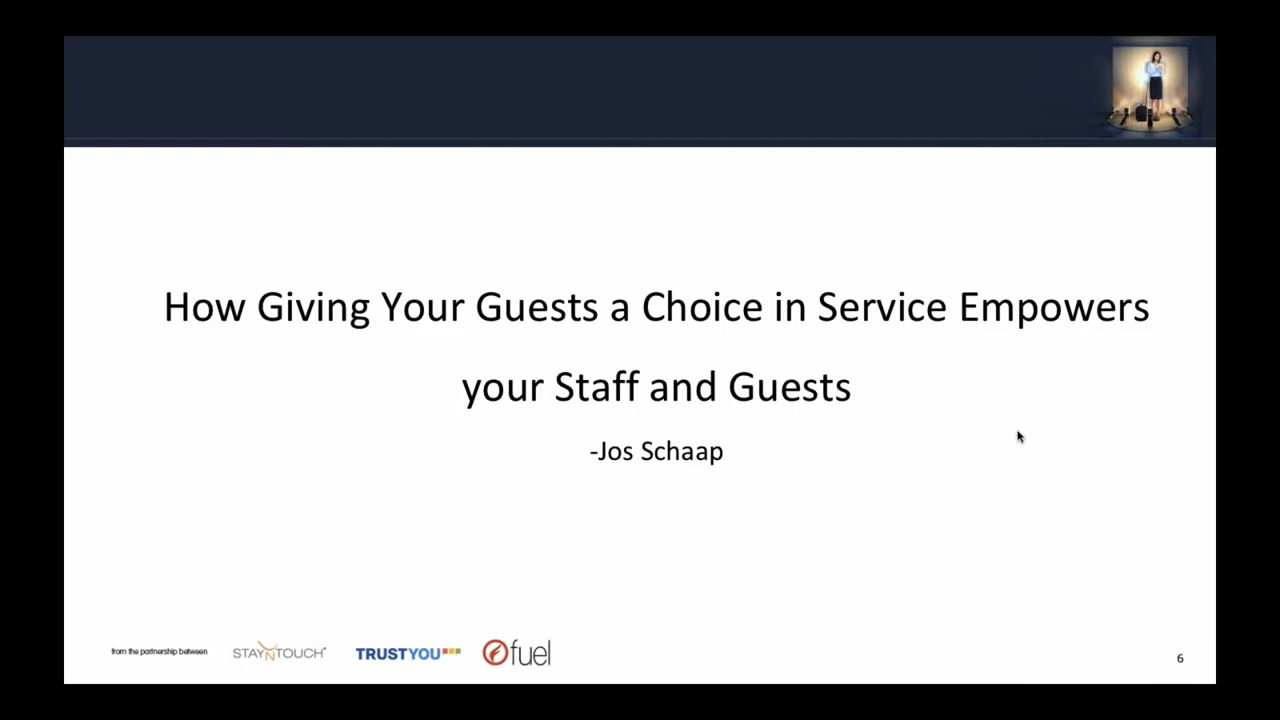 How Giving Your Guests a Choice in Service Empowers
your Staff and Guests
-Jos Schaap
from the partnership between STAYNTOUCH TRUSTYOU fuel
6